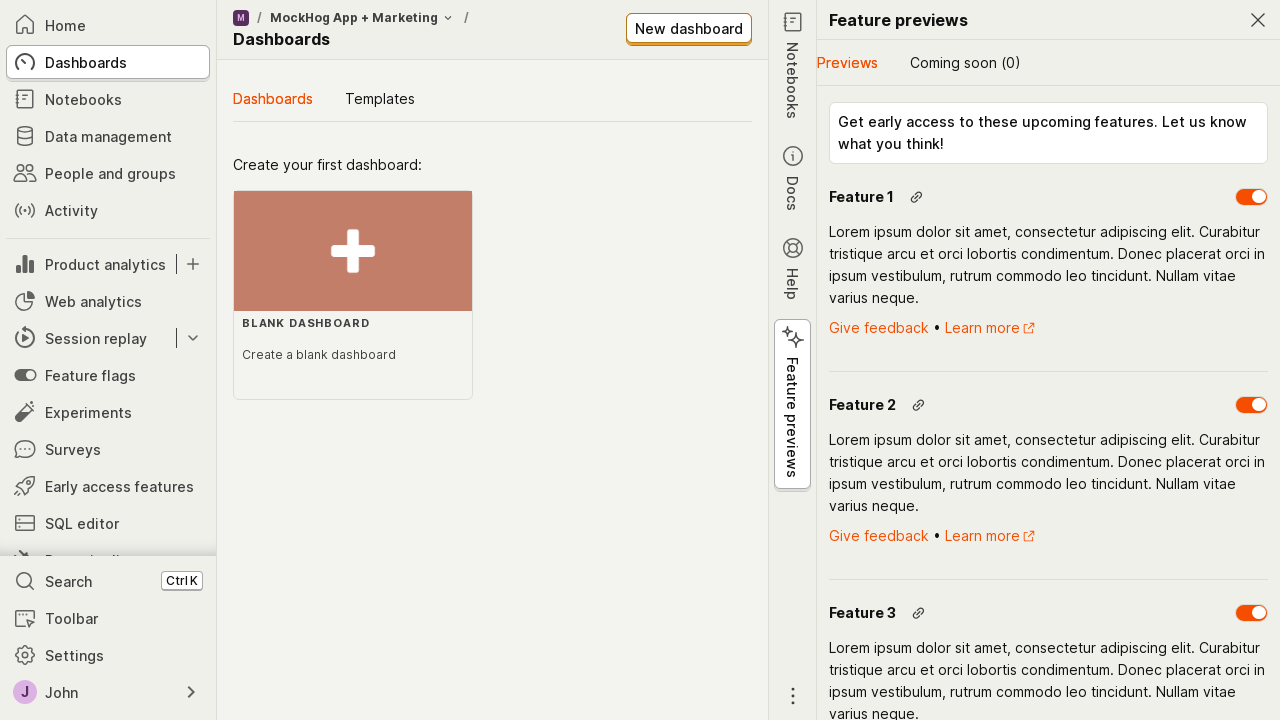 Home
Dashboards
Notebooks
Data management
People and groups
Activity
Product analytics
Web analytics
Session replay
Feature flags
Experiments
Surveys
Early access features
SQL editor
Search Ctrl K
Toolbar
Settings
J John
M / MockHog App + Marketing /
Dashboards
New dashboard
Dashboards Templates
Create your first dashboard:
BLANK DASHBOARD
Create a blank dashboard
Notebooks
Docs
Help
Feature previews
Feature previews
Previews Coming soon (0)
Get early access to these upcoming features. Let us know
what you think!
Feature 1
Lorem ipsum dolor sit amet, consectetur adipiscing elit. Curabitur
tristique arcu et orci lobortis condimentum. Donec placerat orci in
ipsum vestibulum, rutrum commodo leo tincidunt. Nullam vitae
varius neque.
Give feedback • Learn more
Feature 2
Lorem ipsum dolor sit amet, consectetur adipiscing elit. Curabitur
tristique arcu et orci lobortis condimentum. Donec placerat orci in
ipsum vestibulum, rutrum commodo leo tincidunt. Nullam vitae
varius neque.
Give feedback • Learn more
Feature 3
Lorem ipsum dolor sit amet, consectetur adipiscing elit. Curabitur
tristique arcu et orci lobortis condimentum. Donec placerat orci in
ipsum vestibulum, rutrum commodo leo tincidunt. Nullam vitae
varius neque.